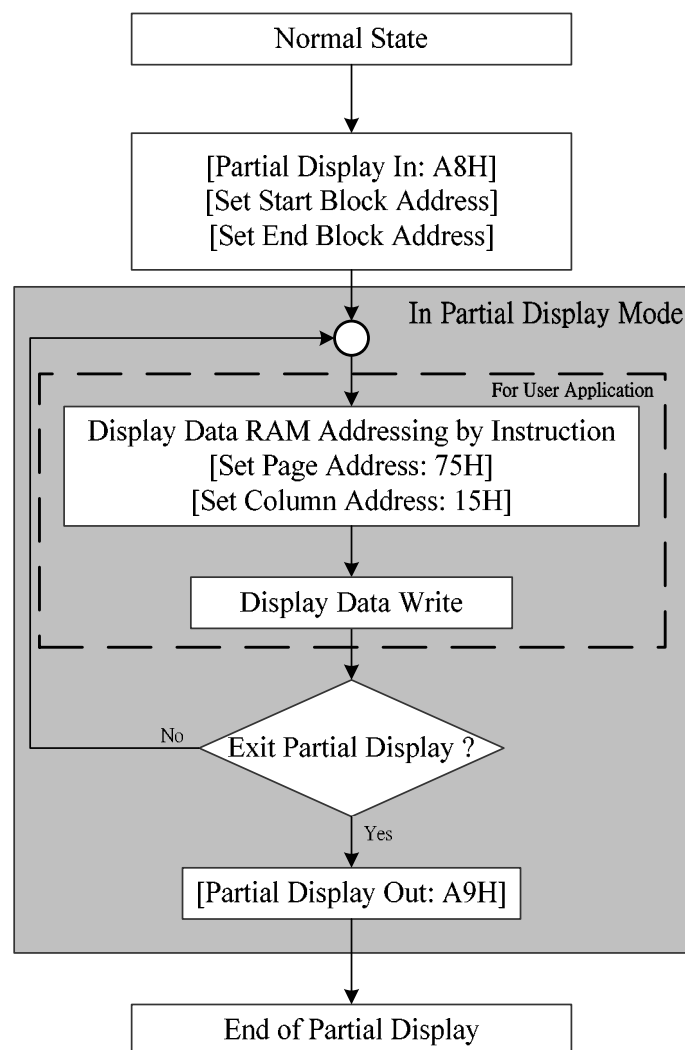 Normal State
[Partial Display In: A8H]
[Set Start Block Address]
[Set End Block Address]
In Partial Display Mode
For User Application
Display Data RAM Addressing by Instruction
[Set Page Address: 75H]
[Set Column Address: 15H]
Display Data Write
No
Exit Partial Display ?
Yes
[Partial Display Out: A9H]
End of Partial Display